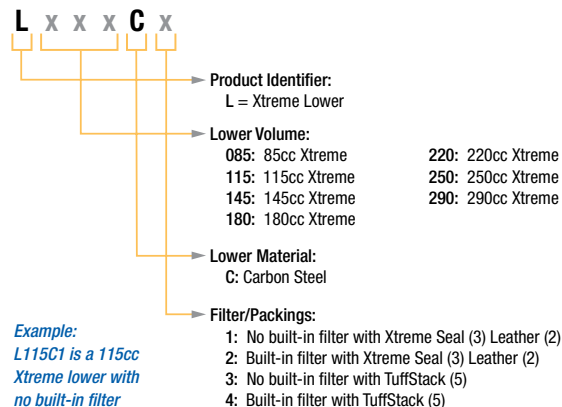 L x x x C x
Product Identifier:
L = Xtreme Lower
Lower Volume:
085: 85cc Xtreme 220: 220cc Xtreme
115: 115cc Xtreme 250: 250cc Xtreme
145: 145cc Xtreme 290: 290cc Xtreme
180: 180cc Xtreme
Lower Material:
C: Carbon Steel
Filter/Packings:
1: No built-in filter with Xtreme Seal (3) Leather (2)
2: Built-in filter with Xtreme Seal (3) Leather (2)
3: No built-in filter with TuffStack (5)
4: Built-in filter with TuffStack (5)
Example:
L115C1 is a 115cc
Xtreme lower with
no built-in filter